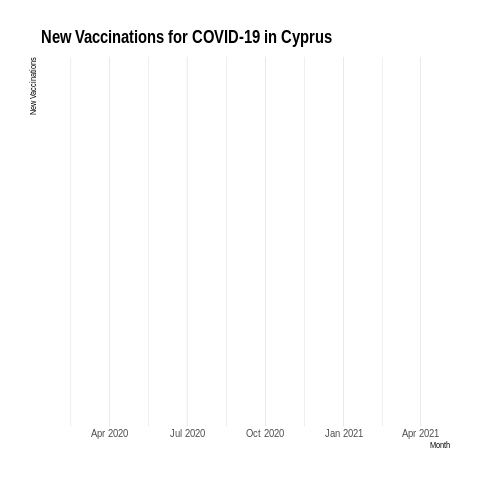 New Vaccinations for COVID-19 in Cyprus
New Vaccinations
Apr 2020 Jul 2020 Oct 2020 Jan 2021 Apr 2021
Month